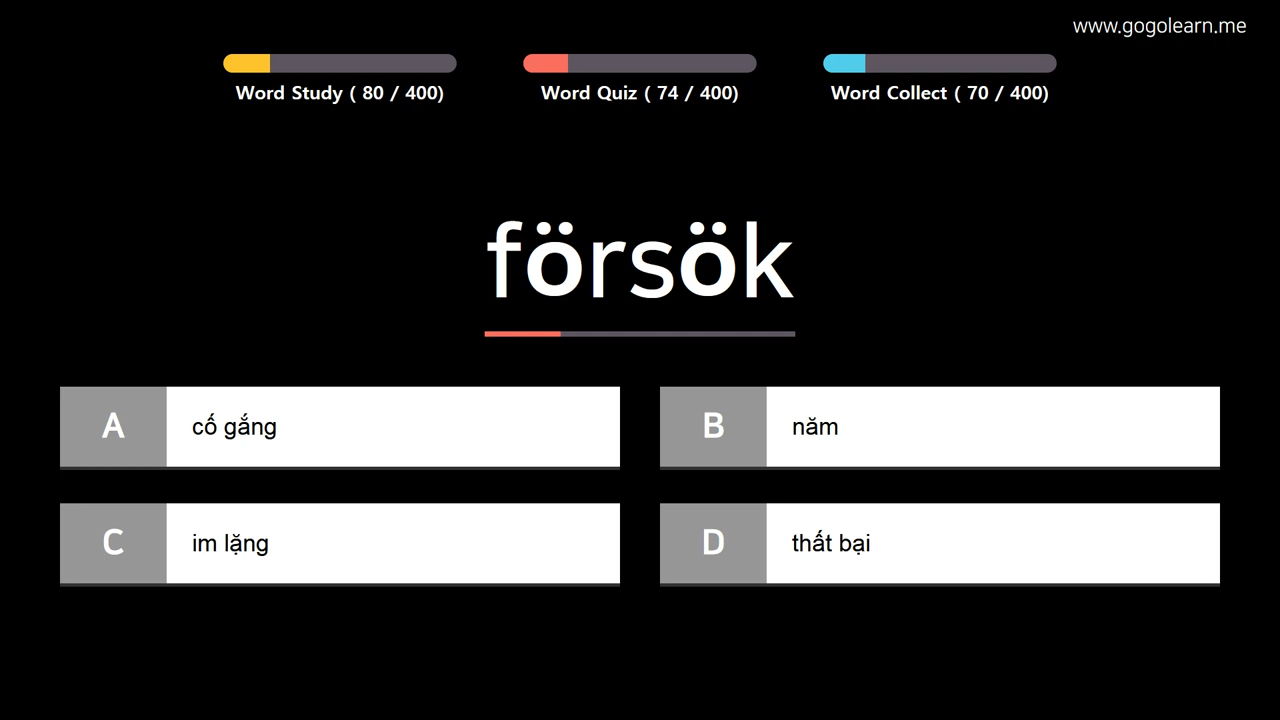 www.gogolearn.me
Word Study ( 80 / 400)
Word Quiz ( 74 / 400)
Word Collect ( 70 / 400)
försök
A cố gắng
B năm
C im lặng
D thất bại